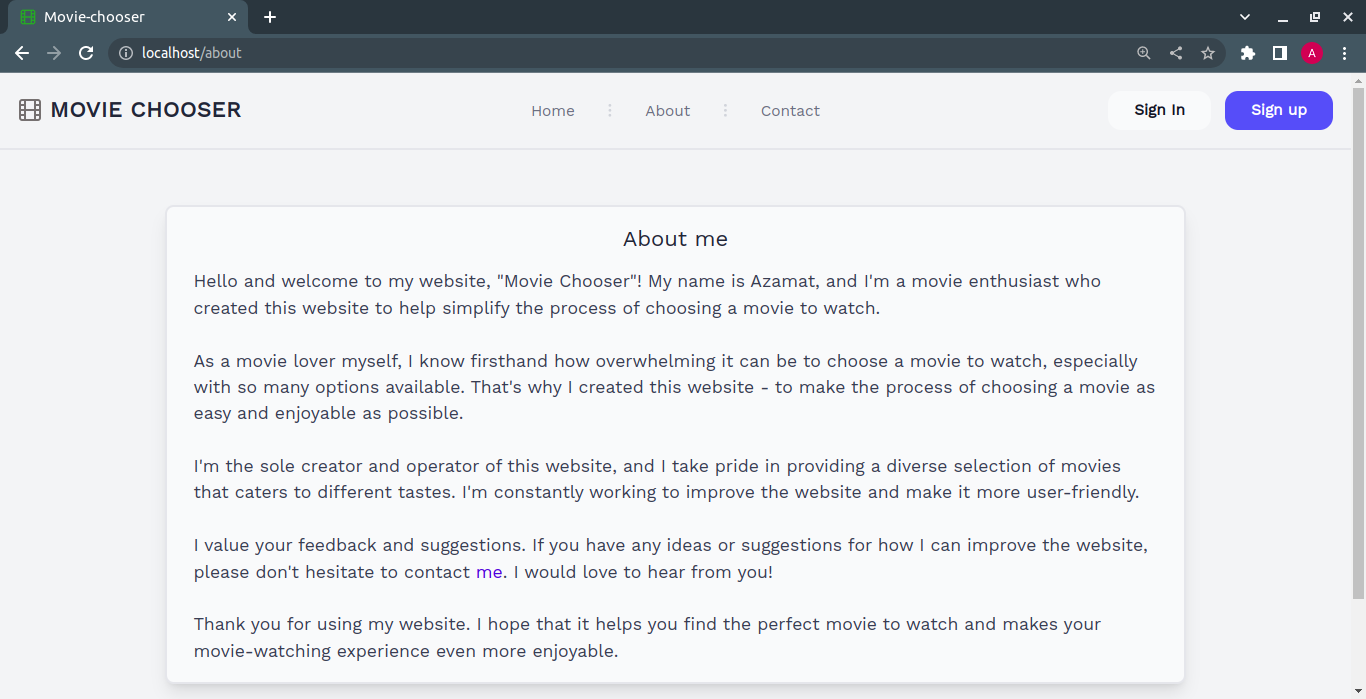 Movie-chooser
localhost/about
A
MOVIE CHOOSER
Home
About
Contact
Sign In
Sign up
About me
Hello and welcome to my website, "Movie Chooser"! My name is Azamat, and I'm a movie enthusiast who
created this website to help simplify the process of choosing a movie to watch.
As a movie lover myself, I know firsthand how overwhelming it can be to choose a movie to watch, especially
with so many options available. That's why I created this website - to make the process of choosing a movie as
easy and enjoyable as possible.
I'm the sole creator and operator of this website, and I take pride in providing a diverse selection of movies
that caters to different tastes. I'm constantly working to improve the website and make it more user-friendly.
I value your feedback and suggestions. If you have any ideas or suggestions for how I can improve the website,
please don't hesitate to contact me. I would love to hear from you!
Thank you for using my website. I hope that it helps you find the perfect movie to watch and makes your
movie-watching experience even more enjoyable.